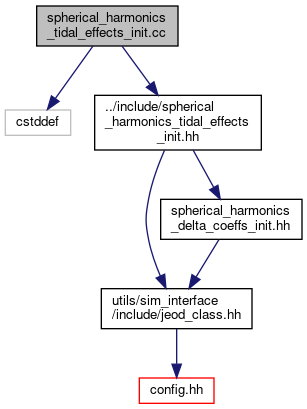 spherical_harmonics
_tidal_effects_init.cc
cstddef
../include/spherical
_harmonics_tidal_effects
_init.hh
spherical_harmonics
_delta_coeffs_init.hh
utils/sim_interface
/include/jeod_class.hh
config.hh